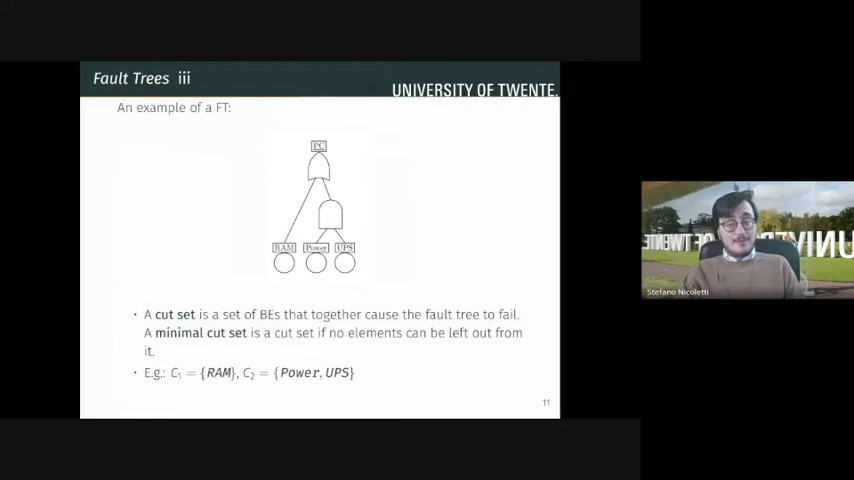 Fault Trees iii
UNIVERSITY OF TWENTE.
An example of a FT:
PC
RAM Power UPS
• A cut set is a set of BEs that together cause the fault tree to fail.
A minimal cut set is a cut set if no elements can be left out from
it.
• E.g.: C₁ = {RAM}, C₂ = {Power, UPS}
11
Stefano Nicoletti